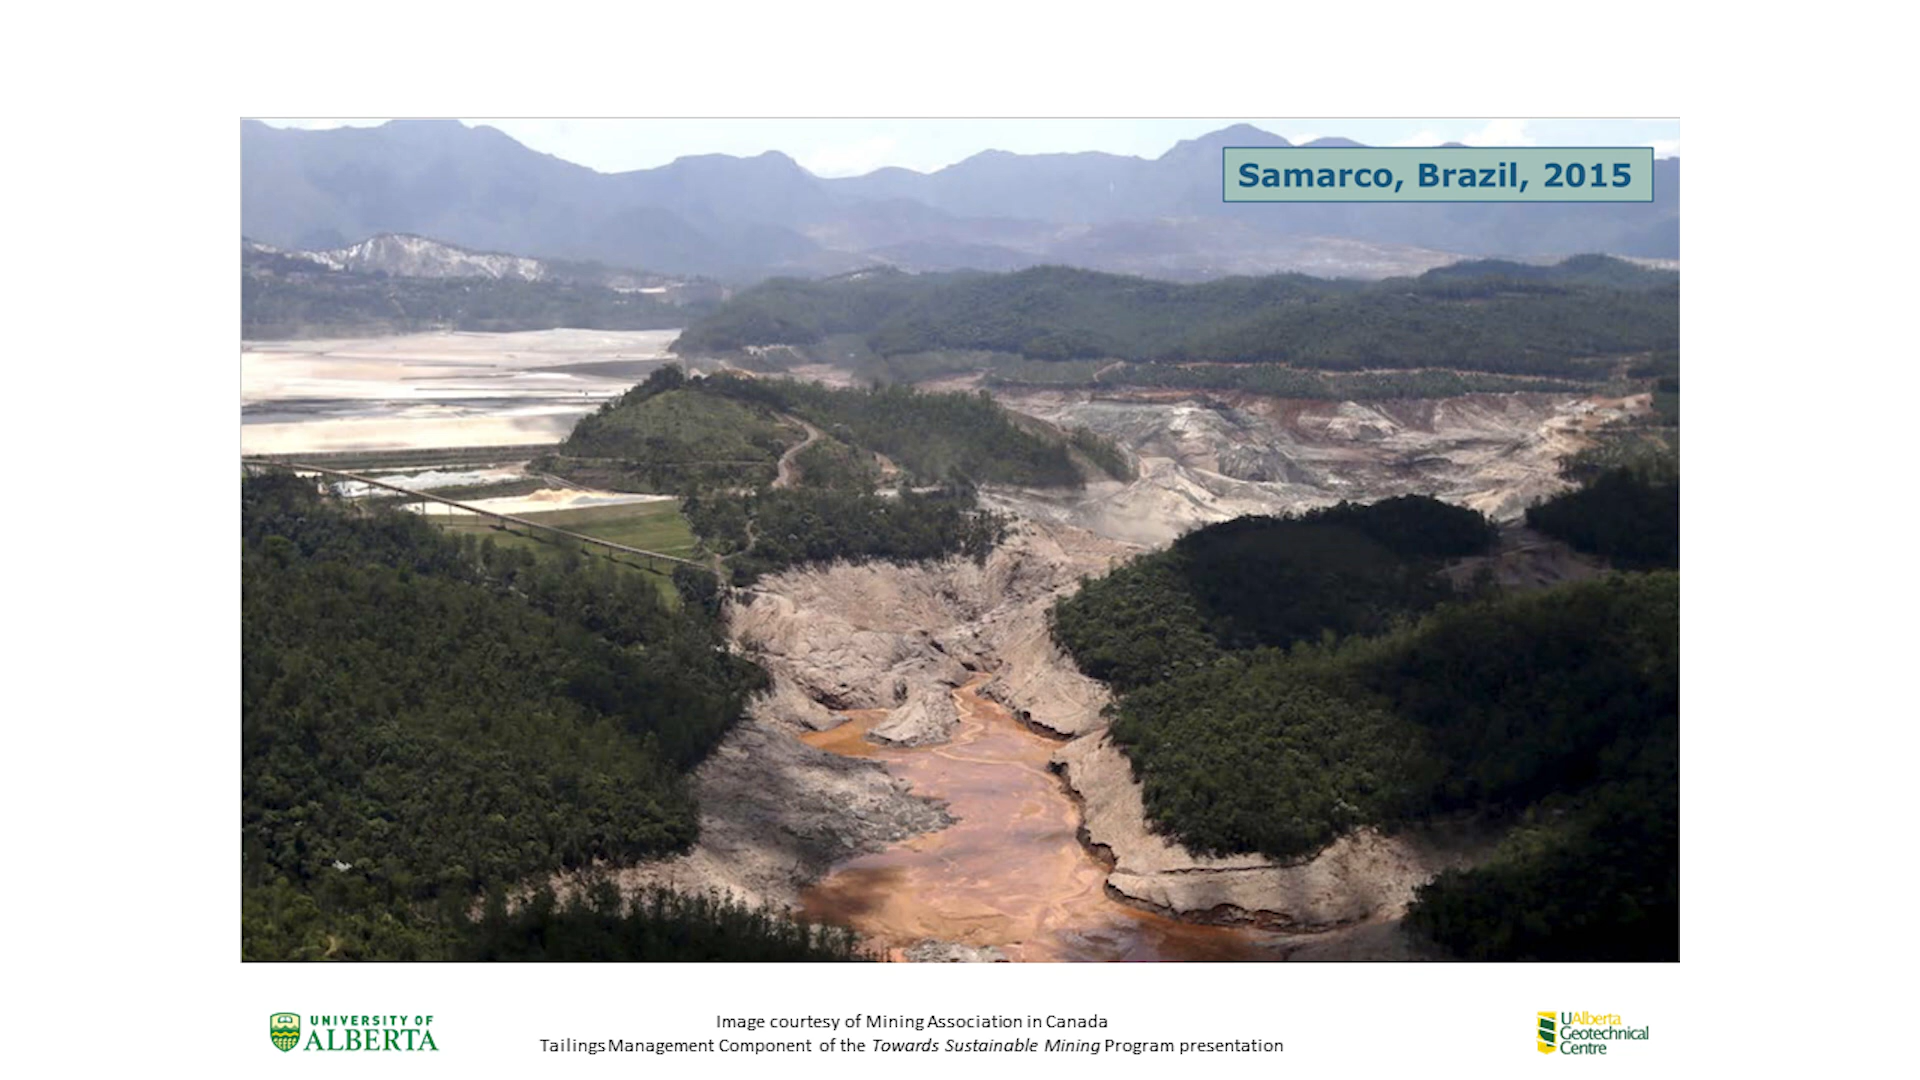 Samarco, Brazil, 2015
UNIVERSITY OF
ALBERTA
Image courtesy of Mining Association in Canada
Tailings Management Component of the Towards Sustainable Mining Program presentation
UAlberta
Geotechnical
Centre